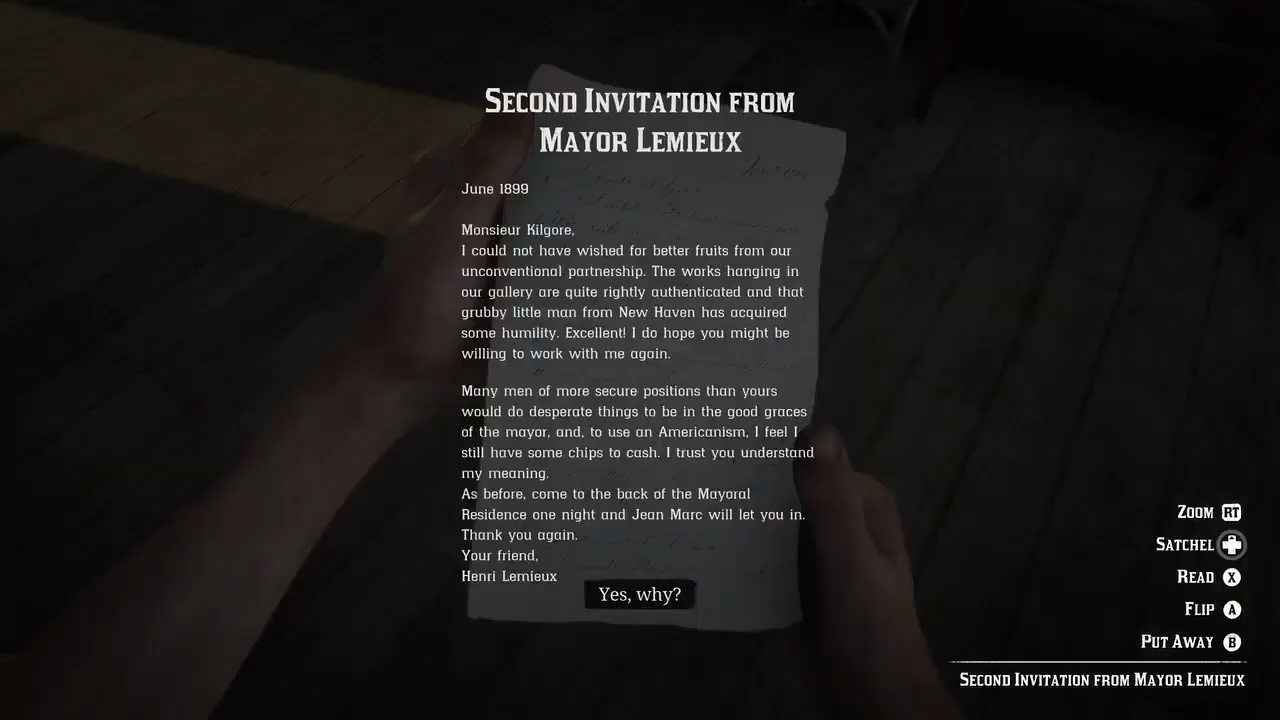 Second Invitation from
Mayor Lemieux
June 1899
Monsieur Kilgore,
I could not have wished for better fruits from our
unconventional partnership. The works hanging in
our gallery are quite rightly authenticated and that
grubby little man from New Haven has acquired
some humility. Excellent! I do hope you might be
willing to work with me again.
Many men of more secure positions than yours
would do desperate things to be in the good graces
of the mayor, and, to use an Americanism, I feel I
still have some chips to cash. I trust you understand
my meaning.
As before, come to the back of the Mayoral
Residence one night and Jean Marc will let you in.
Thank you again.
Your friend,
Henri Lemieux
Yes, why?
Zoom RT
Satchel
Read X
Flip A
Put Away B
Second Invitation from Mayor Lemieux